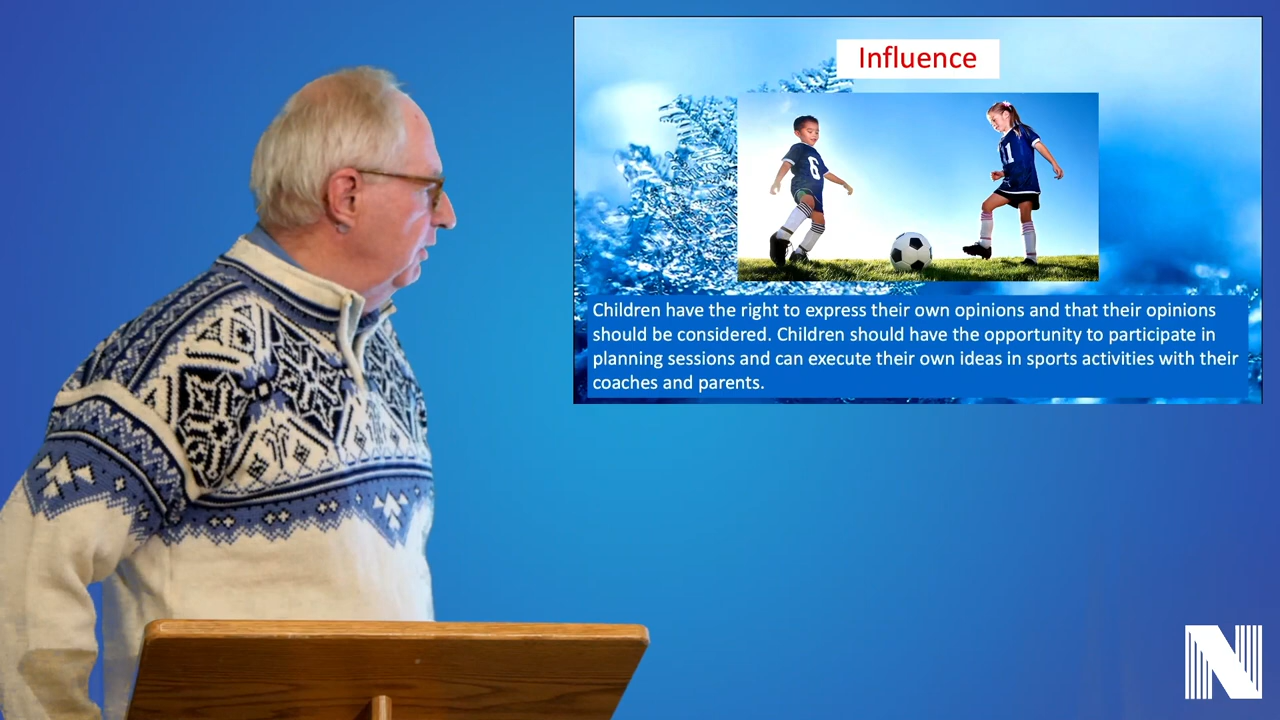 Influence
6
11
Children have the right to express their own opinions and that their opinions
should be considered. Children should have the opportunity to participate in
planning sessions and can execute their own ideas in sports activities with their
coaches and parents.
N